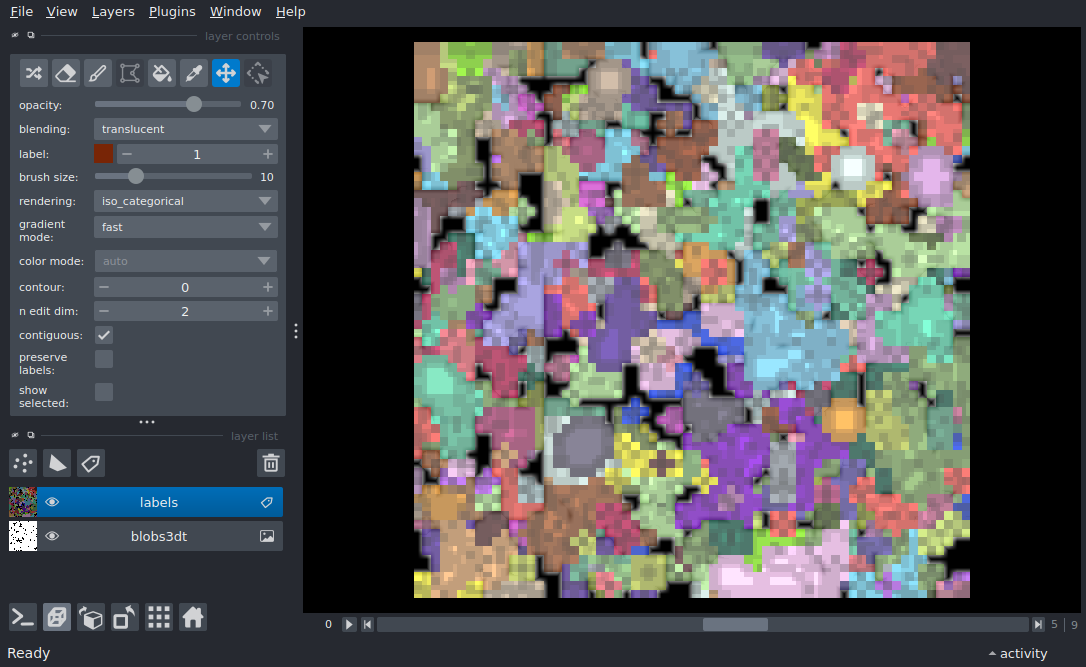 File View Layers Plugins Window Help
layer controls
opacity: 0.70
blending: translucent
label: 1
brush size: 10
rendering: iso_categorical
gradient mode: fast
color mode: auto
contour: 0
n edit dim: 2
contiguous:
preserve labels:
show selected:
layer list
labels
blobs3dt
0 5 | 9
Ready activity